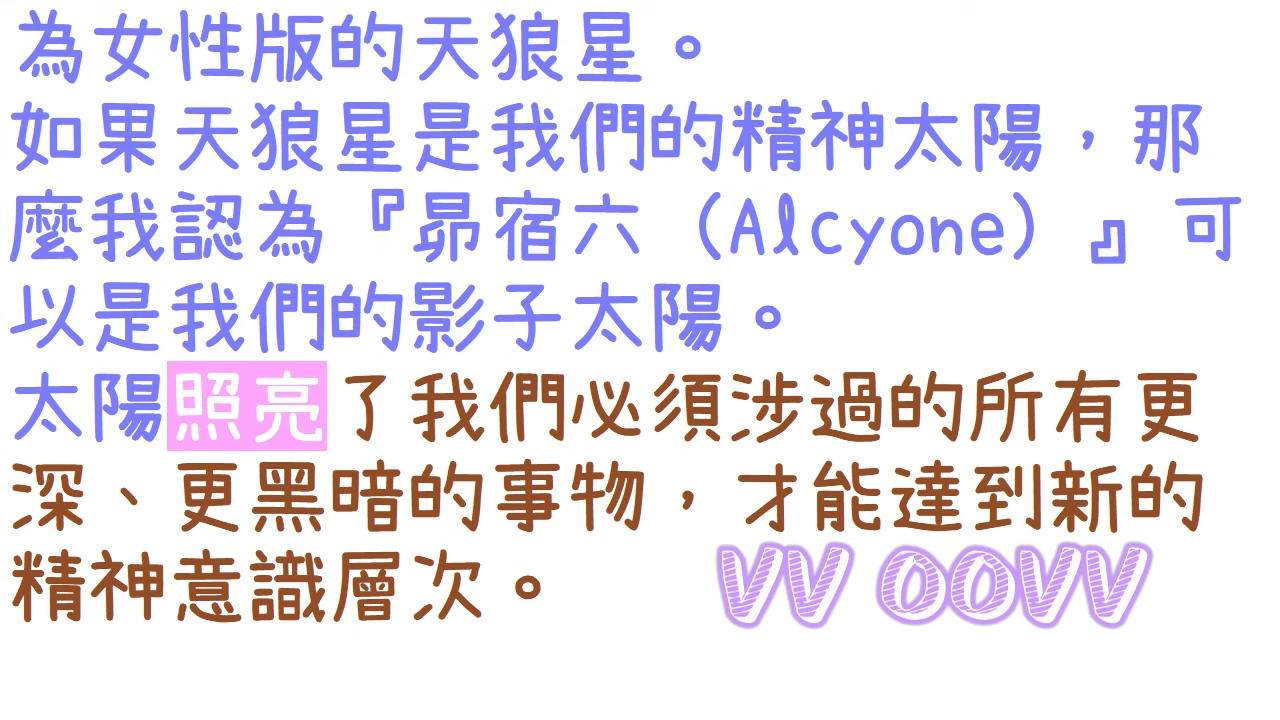 為女性版的天狼星。
如果天狼星是我們的精神太陽，那
麼我認為『昴宿六（Alcyone）』可
以是我們的影子太陽。
太陽照亮了我們必須涉過的所有更
深、更黑暗的事物，才能達到新的
精神意識層次。
VV OOVV